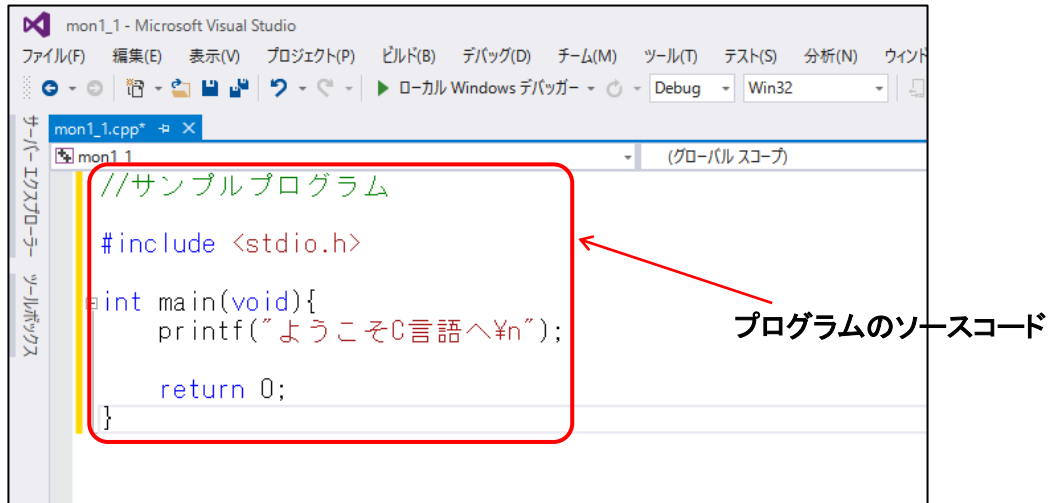 mon1_1 - Microsoft Visual Studio
ファイル(F) 編集(E) 表示(V) プロジェクト(P) ビルド(B) デバッグ(D) チーム(M) ツール(T) テスト(S) 分析(N) ウィンド
ローカル Windows デバッガー Debug Win32
サーバー エクスプローラー ツールボックス
mon1_1.cpp*
mon1_1 (グローバル スコープ)
//サンプルプログラム
#include <stdio.h>
int main(void){
printf("ようこそC言語へ¥n");
return 0;
}
プログラムのソースコード